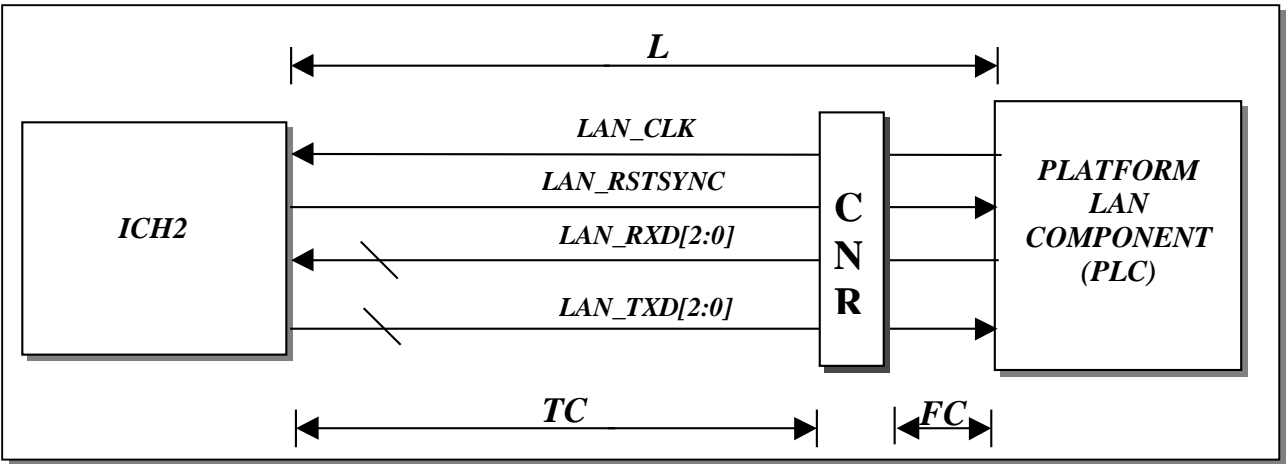 L
LAN_CLK
LAN_RSTSYNC
LAN_RXD[2:0]
LAN_TXD[2:0]
ICH2
C
N
R
PLATFORM
LAN
COMPONENT
(PLC)
TC
FC